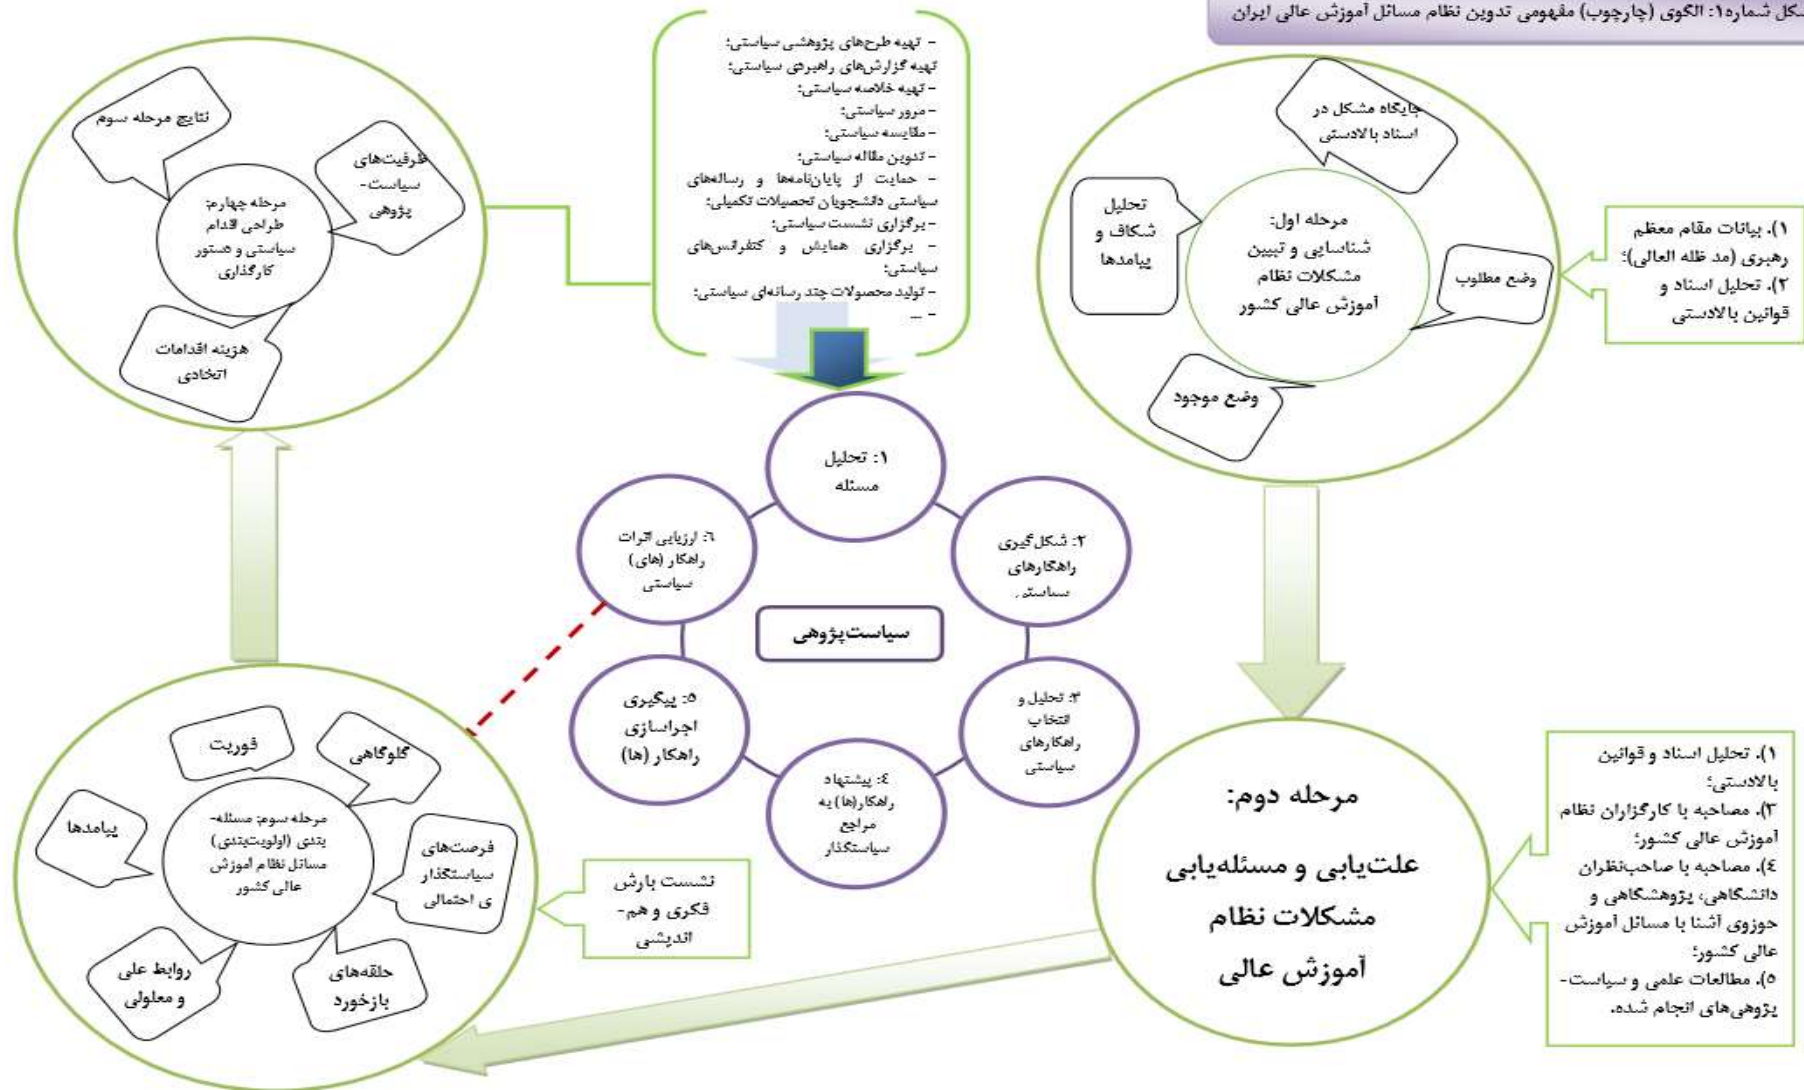 شکل شماره۱: الگوی (چارچوب) مفهومی تدوین نظام مسائل آموزش عالی ایران
جایگاه مشکل در
اسناد بالادستی
تحلیل
شکاف و
پیامدها
مرحله اول:
شناسایی و تبیین
مشکلات نظام
آموزش عالی کشور
وضع مطلوب
وضع موجود
۱). بیانات مقام معظم
رهبری (مد ظله العالی)؛
۲). تحلیل اسناد و
قوانین بالادستی
مرحله دوم:
علت‌یابی و مسئله‌یابی
مشکلات نظام
آموزش عالی
۱). تحلیل اسناد و قوانین
بالادستی؛
۳). مصاحبه با کارگزاران نظام
آموزش عالی کشور؛
٤). مصاحبه با صاحب‌نظران
دانشگاهی، پژوهشگاهی و
حوزوی آشنا با مسائل آموزش
عالی کشور؛
٥). مطالعات علمی و سیاست-
پژوهی‌های انجام شده.
فوریت
گلوگاهی
پیامدها
مرحله سوم: مسئله-
بندی (اولویت‌بندی)
مسائل نظام آموزش
عالی کشور
فرصت‌های
سیاستگذار
ی احتمالی
روابط علی
و معلولی
حلقه‌های
بازخورد
نشست بارش
فکری و هم-
اندیشی
نتایج مرحله سوم
ظرفیت‌های
سیاست-
پژوهی
مرحله چهارم:
طراحی اقدام
سیاستی و دستور
کارگذاری
هزینه اقدامات
اتخاذی
- تهیه طرح‌های پژوهشی سیاستی؛
تهیه گزارش‌های راهبردی سیاستی؛
- تهیه خلاصه سیاستی؛
- مرور سیاستی؛
- مقایسه سیاستی؛
- تدوین مقاله سیاستی؛
- حمایت از پایان‌نامه‌ها و رساله‌های
سیاستی دانشجویان تحصیلات تکمیلی؛
- برگزاری نشست سیاستی؛
- برگزاری همایش و کنفرانس‌های
سیاستی؛
- تولید محصولات چند رسانه‌ای سیاستی؛
- ...
۱: تحلیل
مسئله
۲: شکل‌گیری
راهکارهای
سیاستی
۳: تحلیل و
انتخاب
راهکارهای
سیاستی
٤: پیشنهاد
راهکار(ها) به
مراجع
سیاستگذار
٥: پیگیری
اجراسازی
راهکار (ها)
٦: ارزیابی اثرات
راهکار (های)
سیاستی
سیاست‌پژوهی